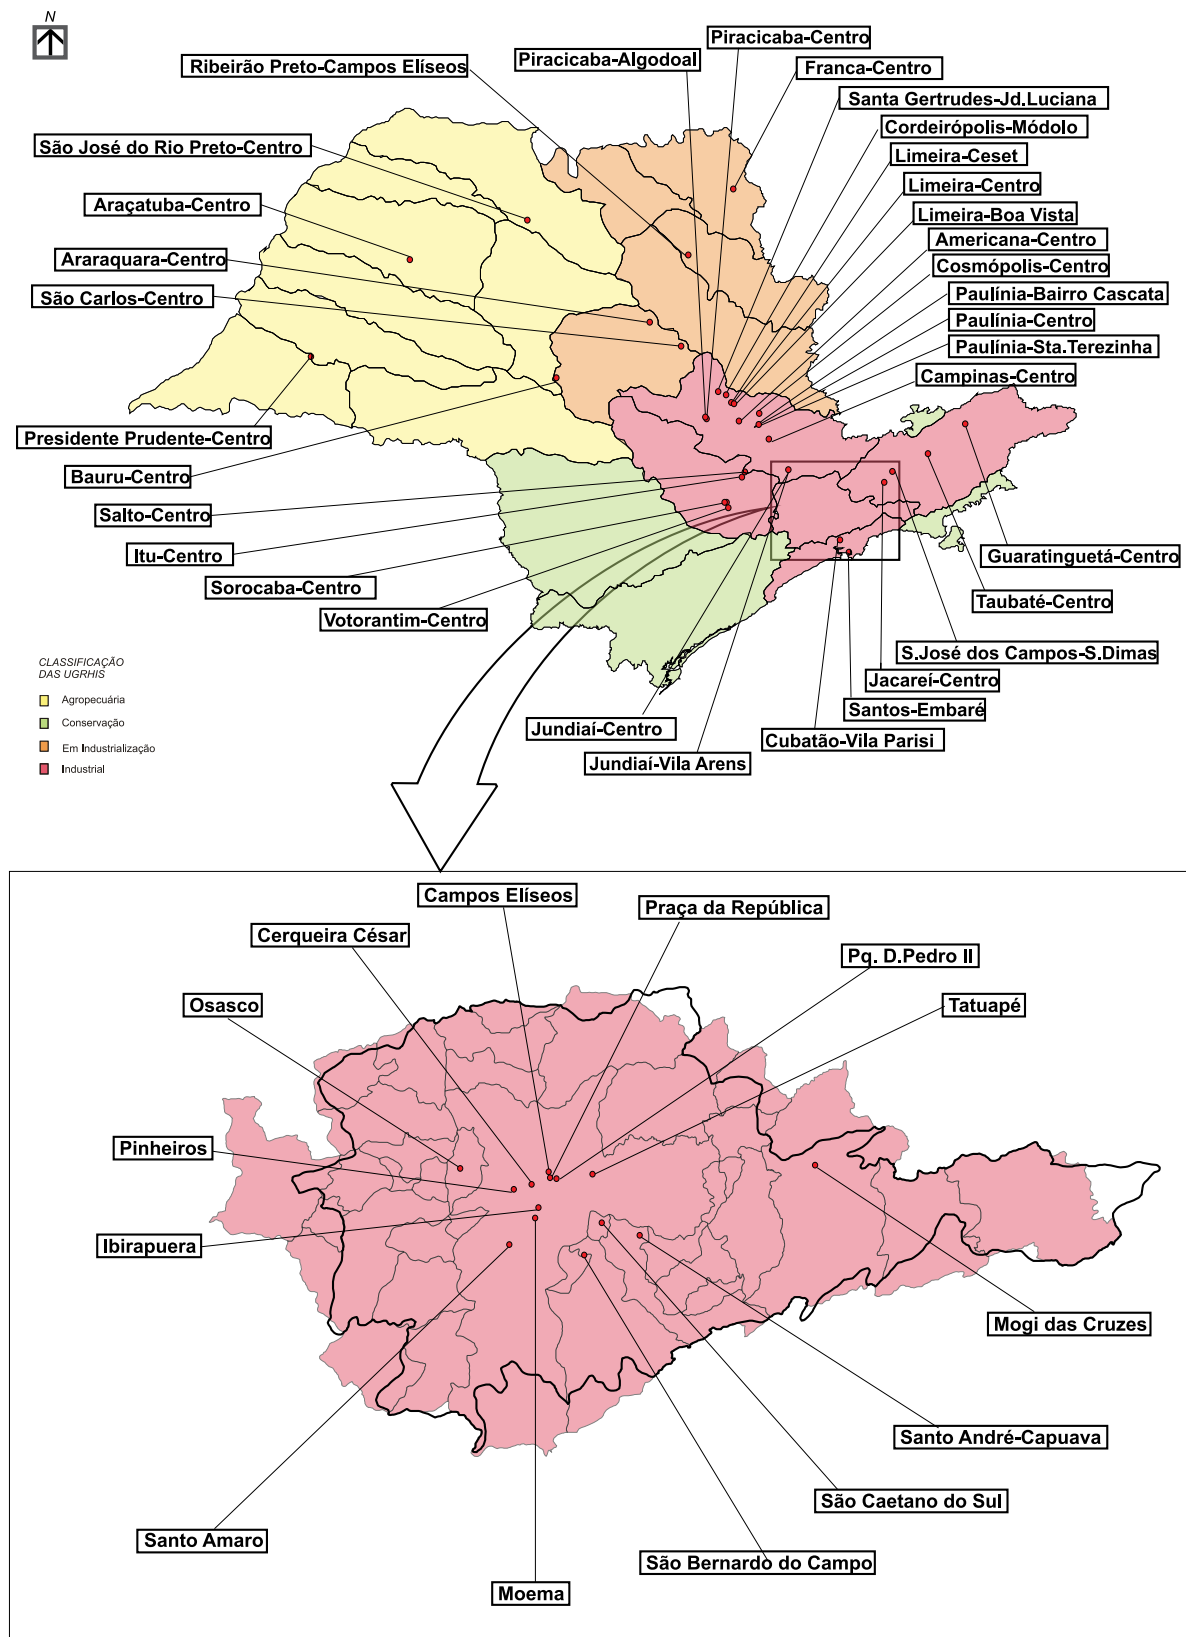 N
Piracicaba-Centro
Piracicaba-Algodoal
Ribeirão Preto-Campos Elíseos
Franca-Centro
Santa Gertrudes-Jd.Luciana
Cordeirópolis-Módolo
São José do Rio Preto-Centro
Limeira-Ceset
Limeira-Centro
Araçatuba-Centro
Limeira-Boa Vista
Americana-Centro
Araraquara-Centro
Cosmópolis-Centro
São Carlos-Centro
Paulínia-Bairro Cascata
Paulínia-Centro
Paulínia-Sta.Terezinha
Campinas-Centro
Presidente Prudente-Centro
Bauru-Centro
Salto-Centro
Itu-Centro
Guaratinguetá-Centro
Sorocaba-Centro
Taubaté-Centro
Votorantim-Centro
S.José dos Campos-S.Dimas
Jacareí-Centro
Santos-Embaré
Jundiaí-Centro
Cubatão-Vila Parisi
Jundiaí-Vila Arens
CLASSIFICAÇÃO
DAS UGRHIS
Agropecuária
Conservação
Em Industrialização
Industrial
Campos Elíseos
Praça da República
Cerqueira César
Pq. D.Pedro II
Osasco
Tatuapé
Pinheiros
Ibirapuera
Mogi das Cruzes
Santo André-Capuava
São Caetano do Sul
Santo Amaro
São Bernardo do Campo
Moema